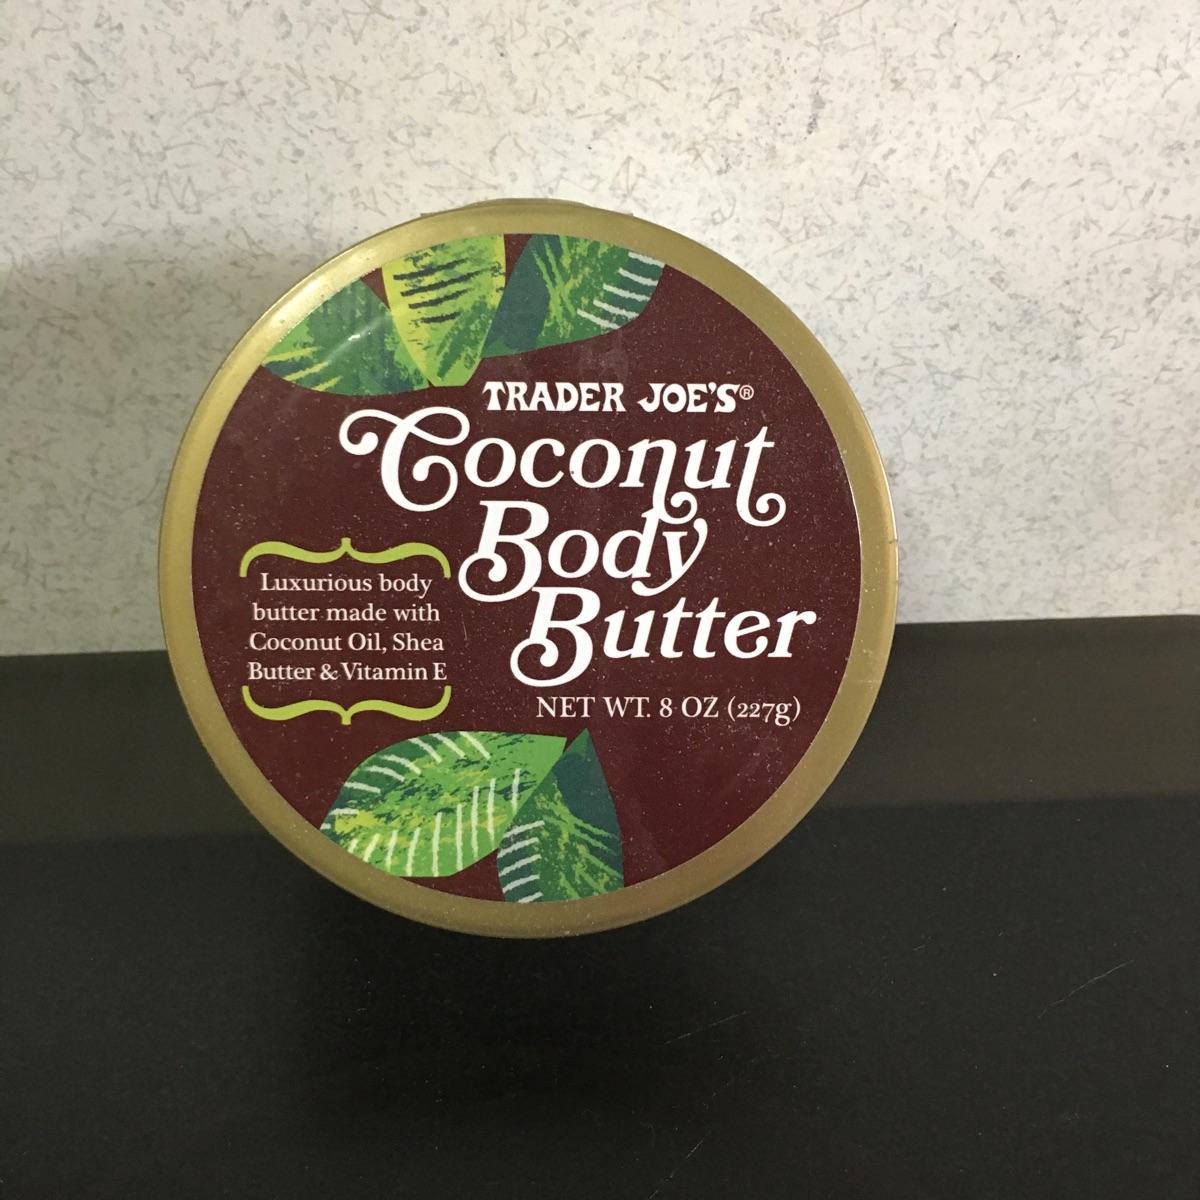 TRADER JOE'S®
Coconut
Body
Butter
Luxurious body
butter made with
Coconut Oil, Shea
Butter & Vitamin E
NET WT. 8 OZ (227g)